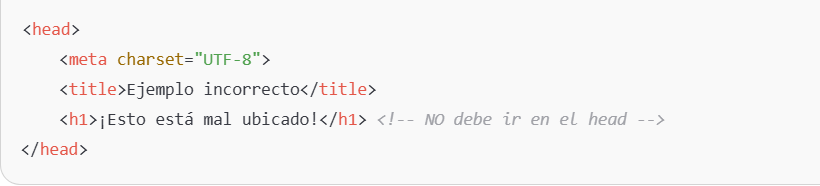 <head>
<meta charset="UTF-8">
<title>Ejemplo incorrecto</title>
<h1>¡Esto está mal ubicado!</h1> <!-- NO debe ir en el head -->
</head>